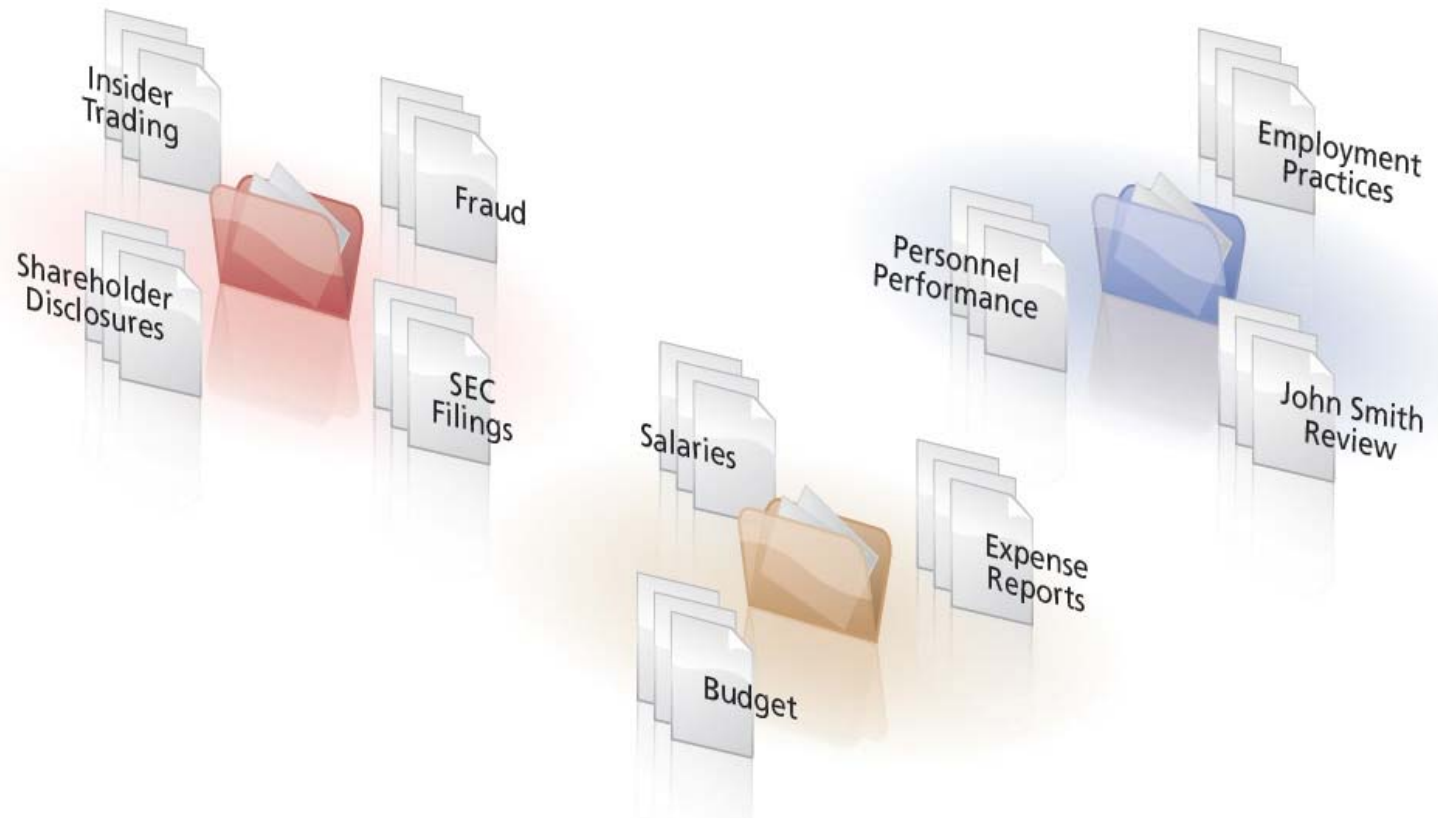 Insider
Trading
Fraud
Shareholder
Disclosures
SEC
Filings
Employment
Practices
Personnel
Performance
John Smith
Review
Salaries
Expense
Reports
Budget